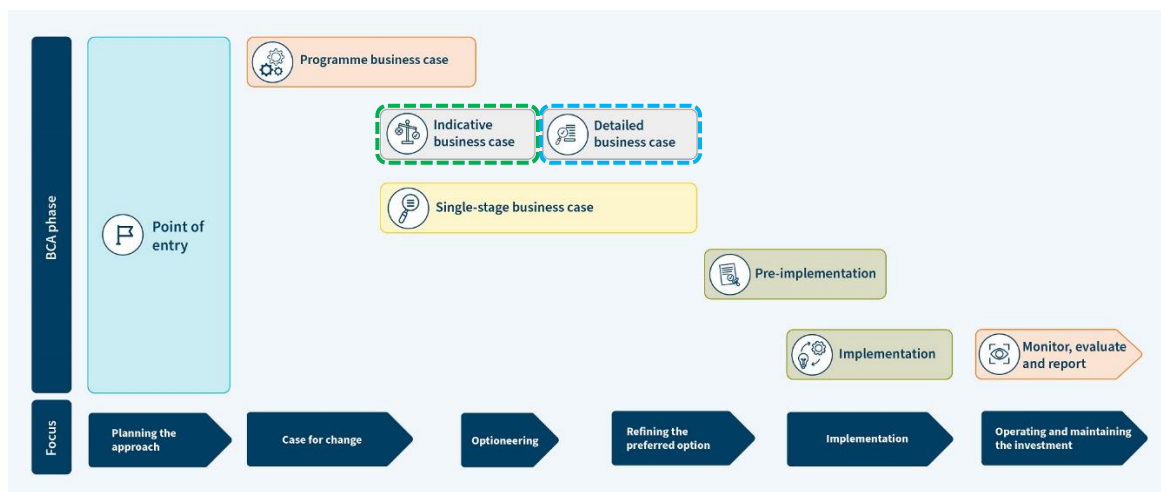 BCA phase
Point of
entry
Programme business case
Indicative
business case
Detailed
business case
Single-stage business case
Pre-implementation
Implementation
Monitor, evaluate
and report
Focus
Planning the
approach
Case for change
Optioneering
Refining the
preferred option
Implementation
Operating and maintaining
the investment